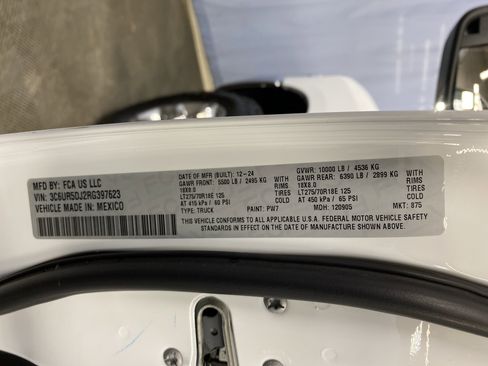 MFD BY: FCA US LLC
VIN: 3C6UR5DJ2RG397623
VEHICLE MADE IN: MEXICO
DATE OF MFR (BUILT): 12-24
GAWR FRONT: 5500 LB / 2495 KG WITH
18X8.0 RIMS
LT275/70R18E 125 TIRES
AT 410 kPa / 60 PSI COLD
TYPE: TRUCK PAINT: PW7
GVWR: 10000 LB / 4536 KG
GAWR REAR: 6390 LB / 2899 KG WITH
18X8.0 RIMS
LT275/70R18E 125 TIRES
AT 450 kPa / 65 PSI COLD
MDH: 12090S MKT: 875
THIS VEHICLE CONFORMS TO ALL APPLICABLE U.S.A. FEDERAL MOTOR VEHICLE SAFETY
STANDARDS IN EFFECT ON THE DATE OF MANUFACTURE SHOWN ABOVE.